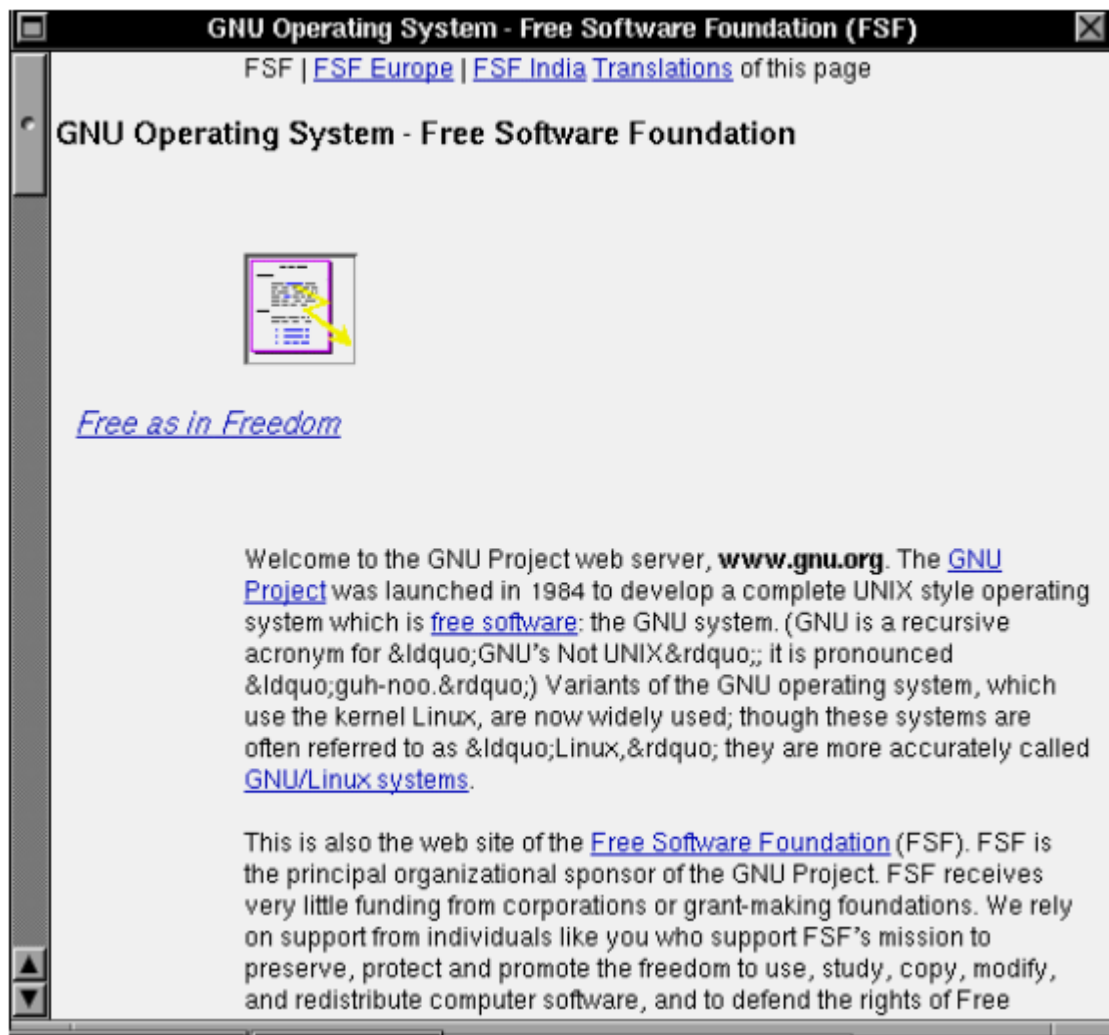 GNU Operating System - Free Software Foundation (FSF)
FSF | FSF Europe | FSF India Translations of this page
GNU Operating System - Free Software Foundation
Free as in Freedom
Welcome to the GNU Project web server, www.gnu.org. The GNU
Project was launched in 1984 to develop a complete UNIX style operating
system which is free software: the GNU system. (GNU is a recursive
acronym for &ldquo;GNU's Not UNIX&rdquo;; it is pronounced
&ldquo;guh-noo.&rdquo;) Variants of the GNU operating system, which
use the kernel Linux, are now widely used; though these systems are
often referred to as &ldquo;Linux,&rdquo; they are more accurately called
GNU/Linux systems.
This is also the web site of the Free Software Foundation (FSF). FSF is
the principal organizational sponsor of the GNU Project. FSF receives
very little funding from corporations or grant-making foundations. We rely
on support from individuals like you who support FSF's mission to
preserve, protect and promote the freedom to use, study, copy, modify,
and redistribute computer software, and to defend the rights of Free